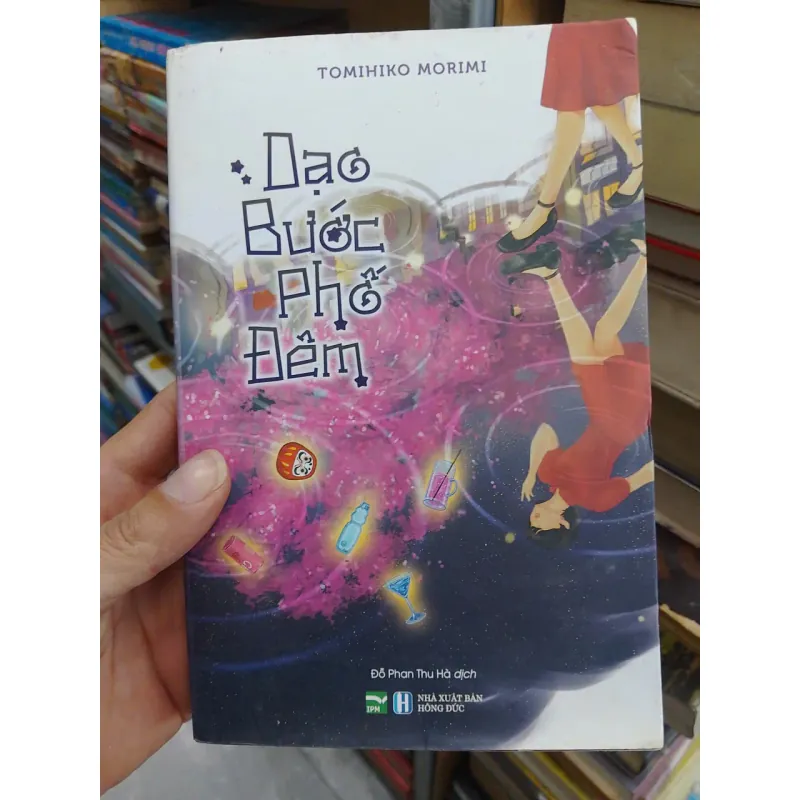 TOMIHIKO MORIMI
Dạo
Bước
Phố
Đêm
Đỗ Phan Thu Hà dịch
IPM
H
NHÀ XUẤT BẢN
HỒNG ĐỨC